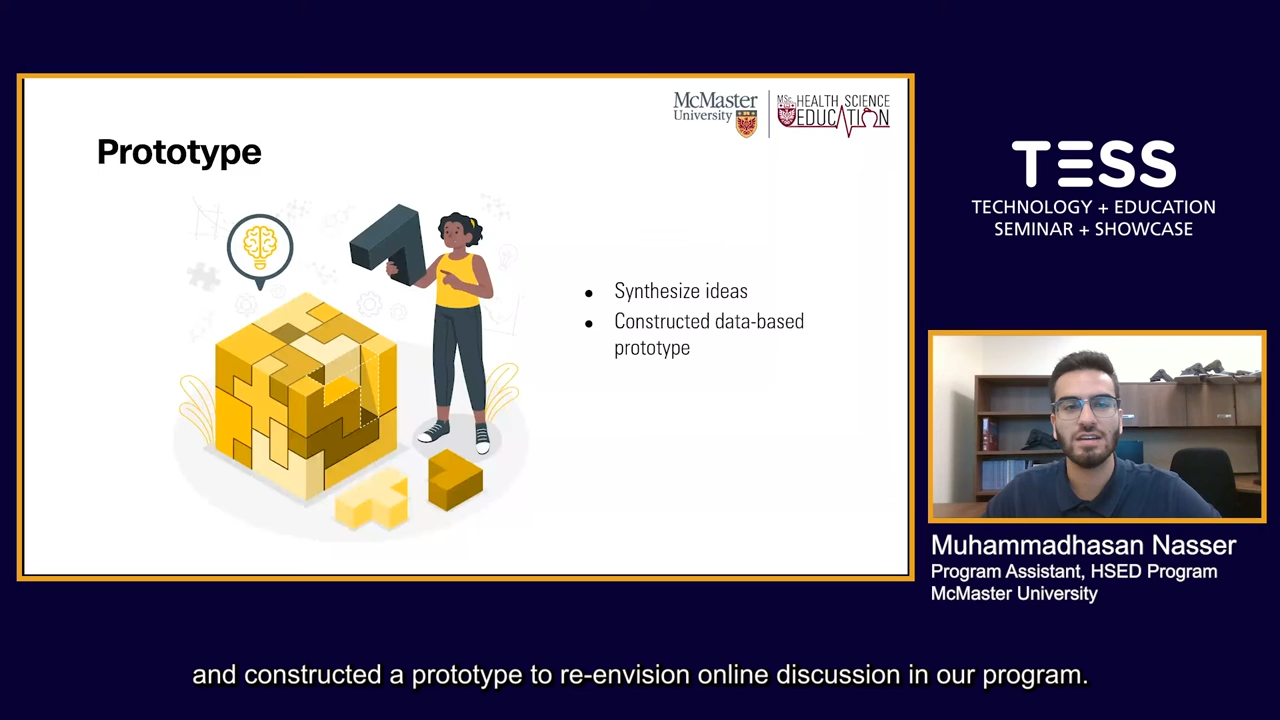 McMaster
University
MSc HEALTH SCIENCE
EDUCATION
Prototype
• Synthesize ideas
• Constructed data-based
prototype
TESS
TECHNOLOGY + EDUCATION
SEMINAR + SHOWCASE
Muhammadhasan Nasser
Program Assistant, HSED Program
McMaster University
and constructed a prototype to re-envision online discussion in our program.